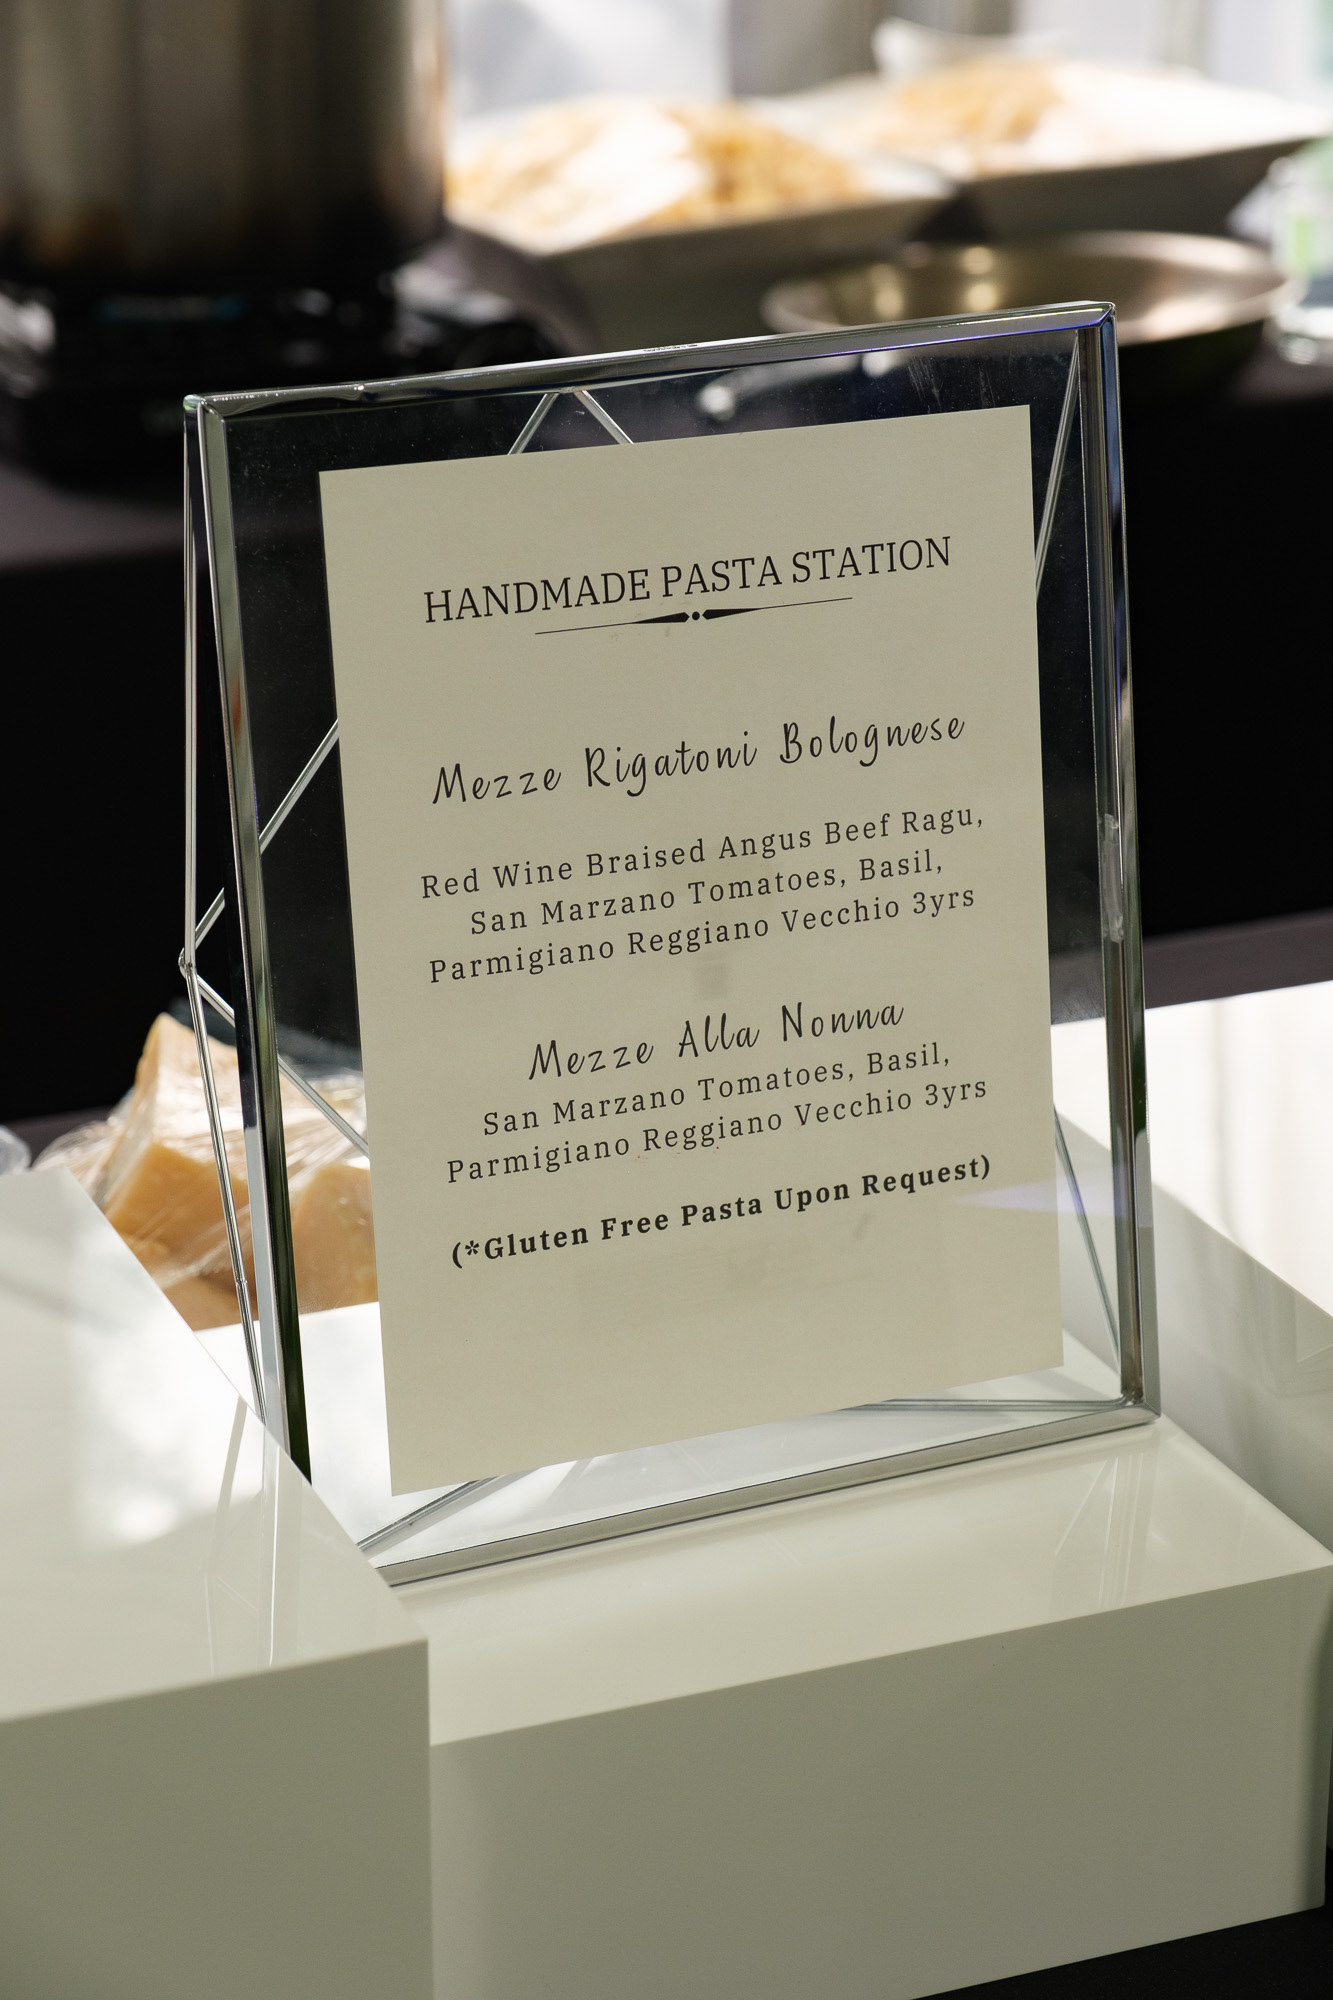 HANDMADE PASTA STATION
Mezze Rigatoni Bolognese
Red Wine Braised Angus Beef Ragu,
San Marzano Tomatoes, Basil,
Parmigiano Reggiano Vecchio 3yrs
Mezze Alla Nonna
San Marzano Tomatoes, Basil,
Parmigiano Reggiano Vecchio 3yrs
(*Gluten Free Pasta Upon Request)